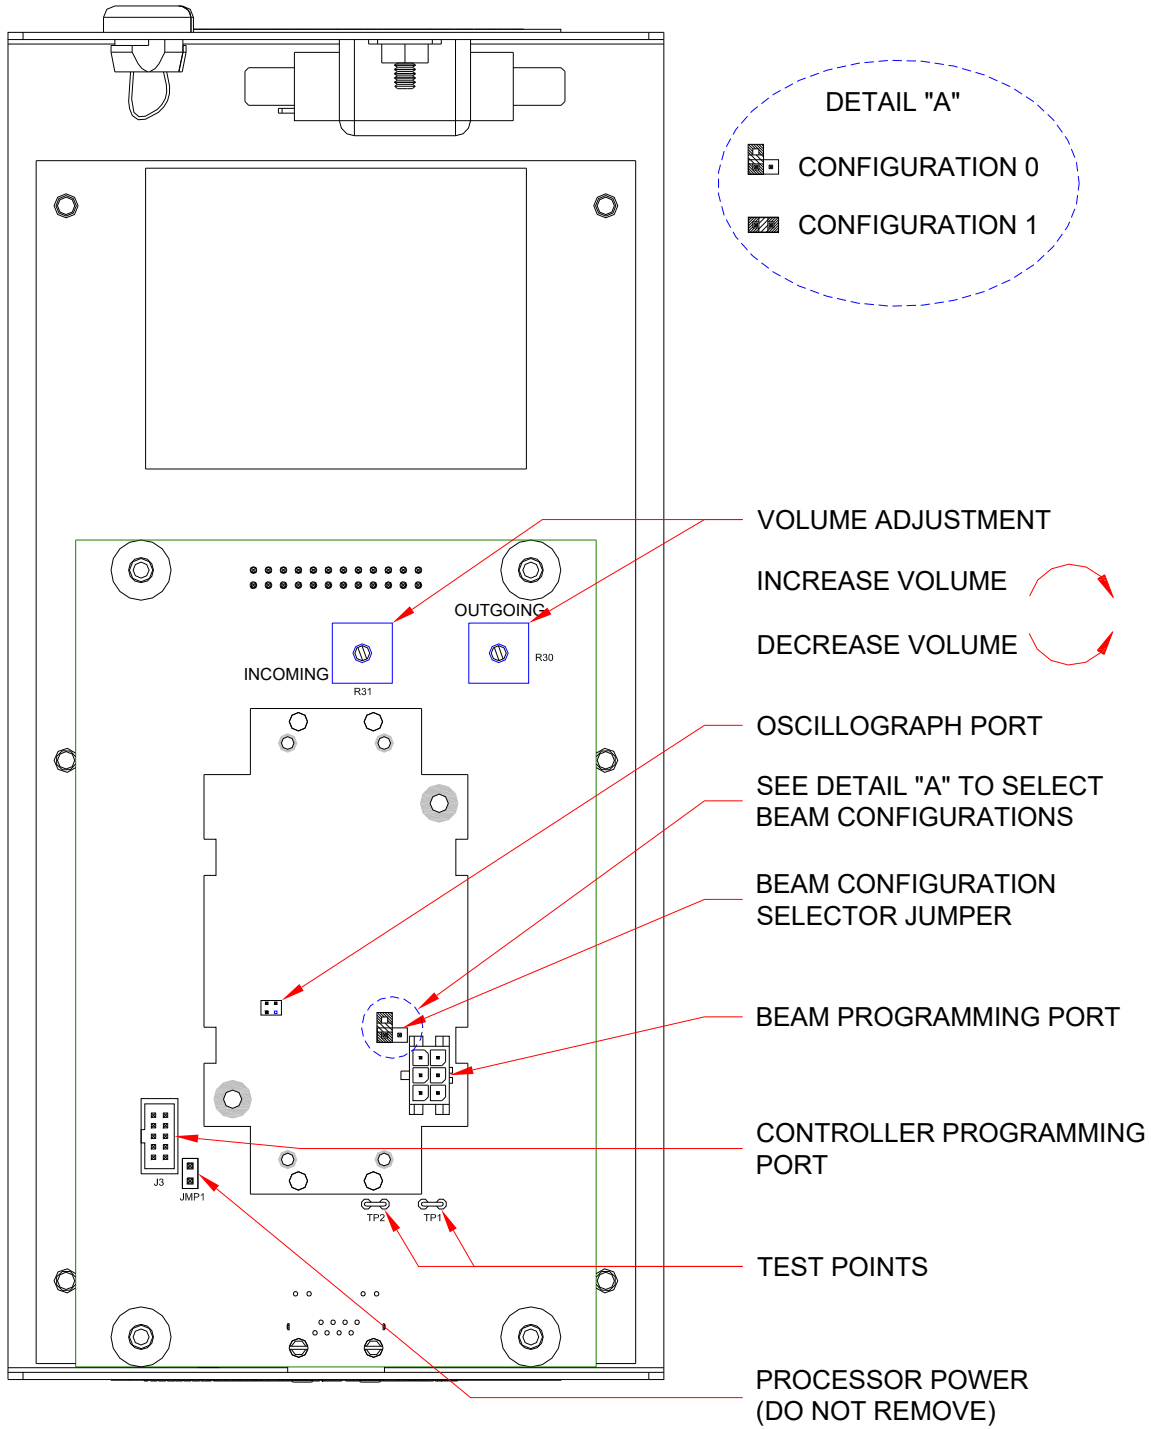 DETAIL "A"
CONFIGURATION 0
CONFIGURATION 1
VOLUME ADJUSTMENT
INCREASE VOLUME
DECREASE VOLUME
OUTGOING
R30
INCOMING
R31
OSCILLOGRAPH PORT
SEE DETAIL "A" TO SELECT
BEAM CONFIGURATIONS
BEAM CONFIGURATION
SELECTOR JUMPER
BEAM PROGRAMMING PORT
CONTROLLER PROGRAMMING
PORT
J3
JMP1
TP2
TP1
TEST POINTS
PROCESSOR POWER
(DO NOT REMOVE)